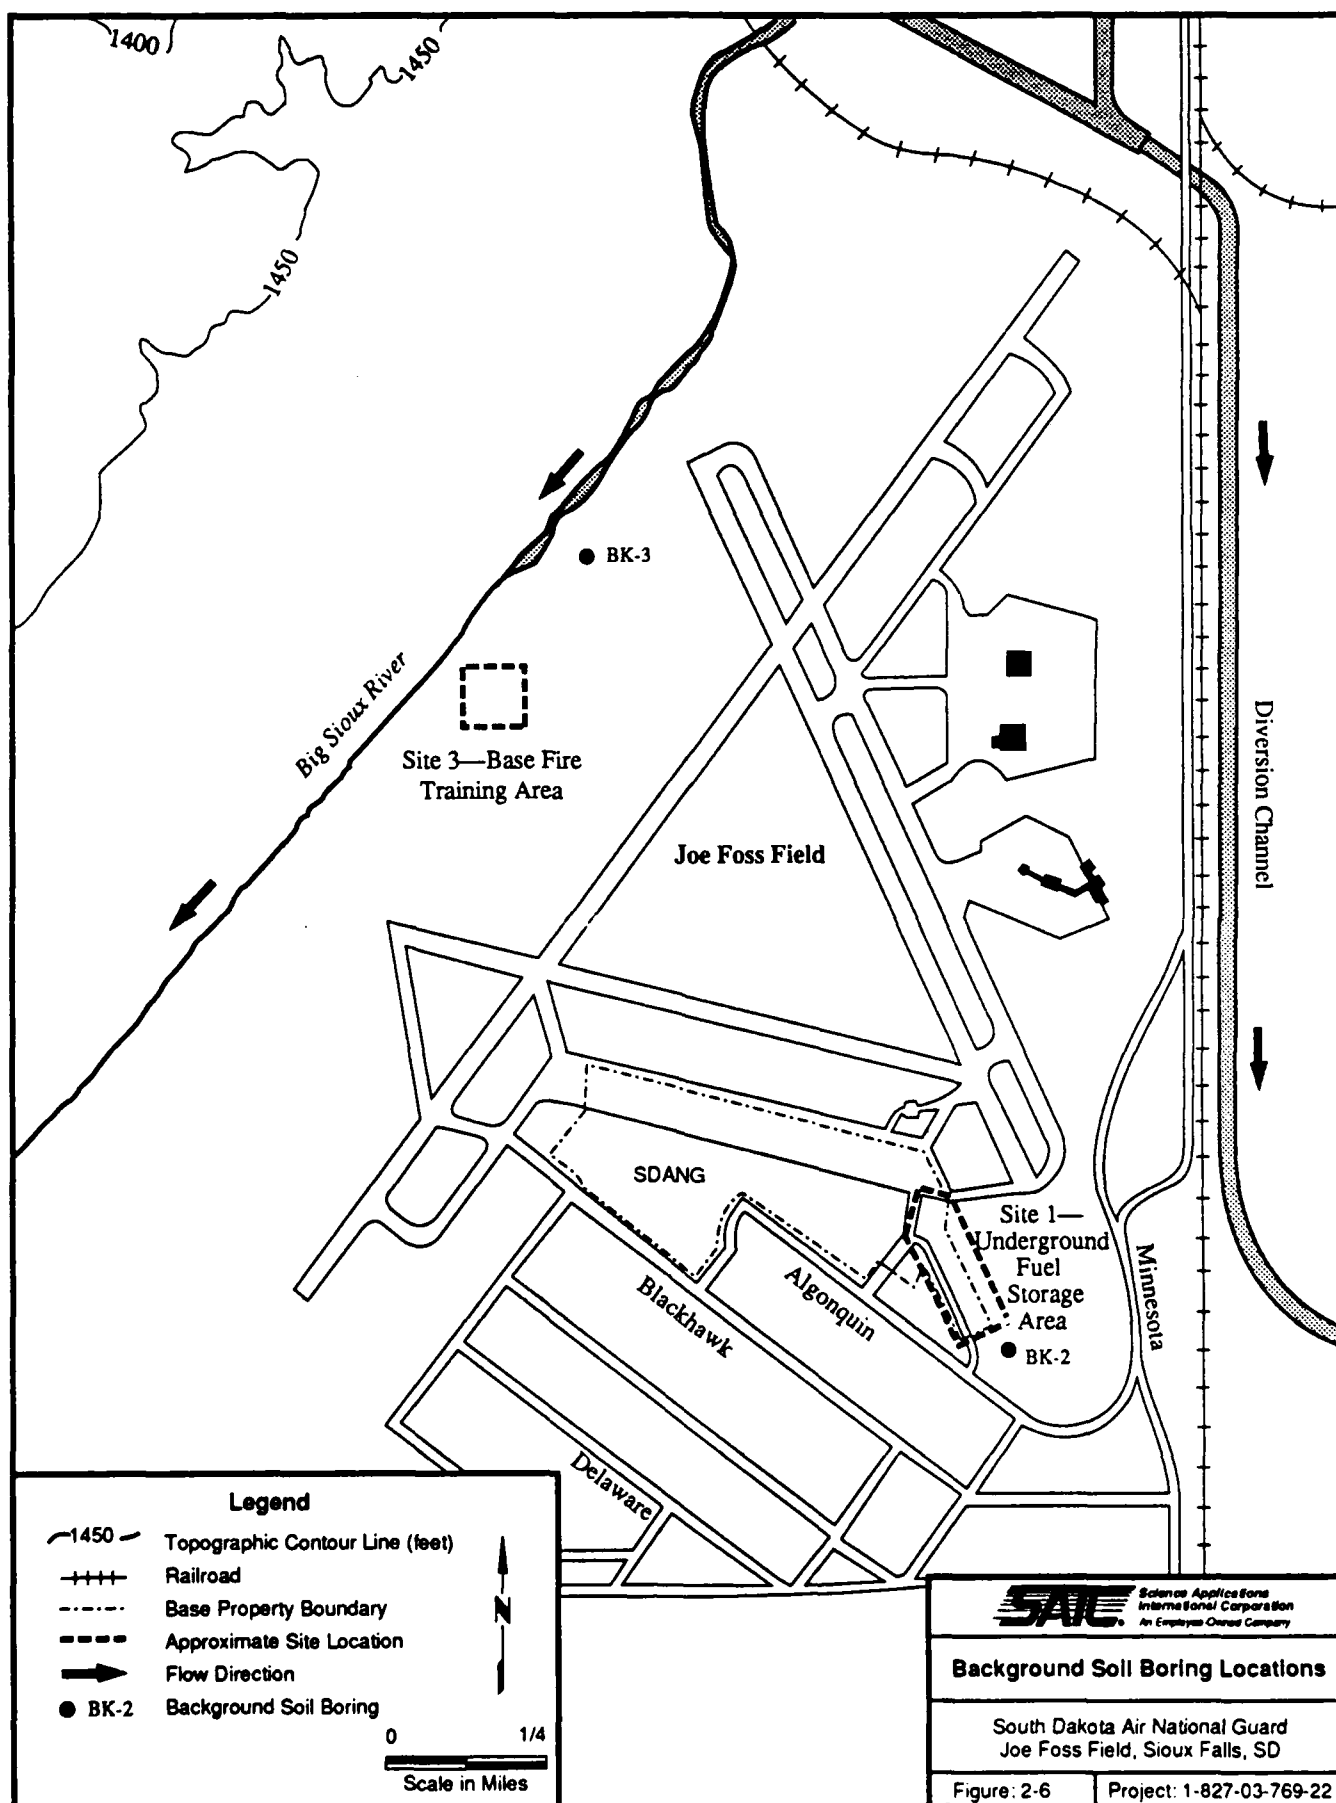 1400
1450
1450
BK-3
Big Sioux River
Site 3—Base Fire
Training Area
Joe Foss Field
Diversion Channel
SDANG
Site 1—
Underground
Fuel
Storage
Area
BK-2
Minnesota
Algonquin
Blackhawk
Delaware
Legend
1450
Topographic Contour Line (feet)
Railroad
Base Property Boundary
Approximate Site Location
Flow Direction
BK-2
Background Soil Boring
N
0 1/4
Scale in Miles
SAIC
Science Applications
International Corporation
An Employee-Owned Company
Background Soil Boring Locations
South Dakota Air National Guard
Joe Foss Field, Sioux Falls, SD
Figure: 2-6
Project: 1-827-03-769-22